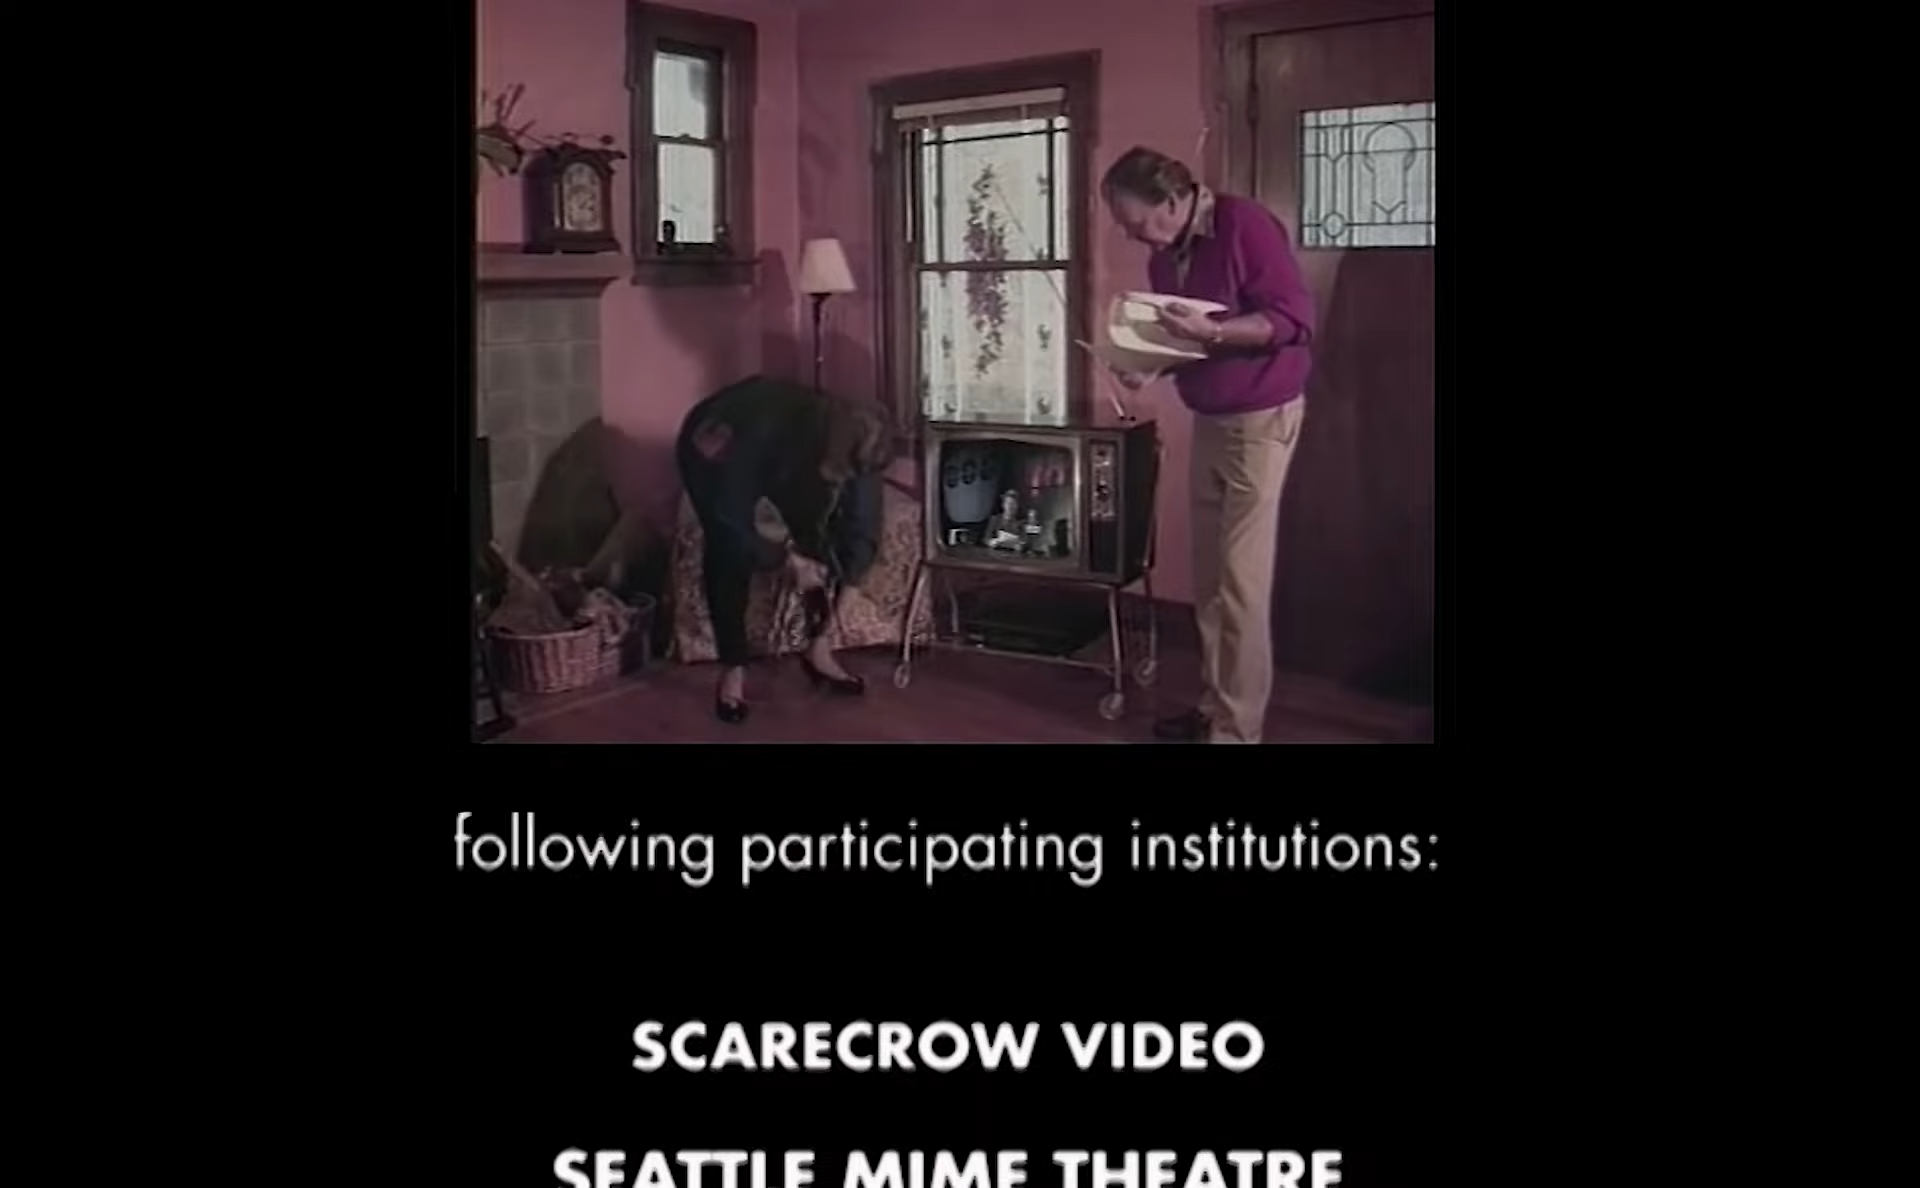 following participating institutions:
SCARECROW VIDEO
SEATTLE MIME THEATRE